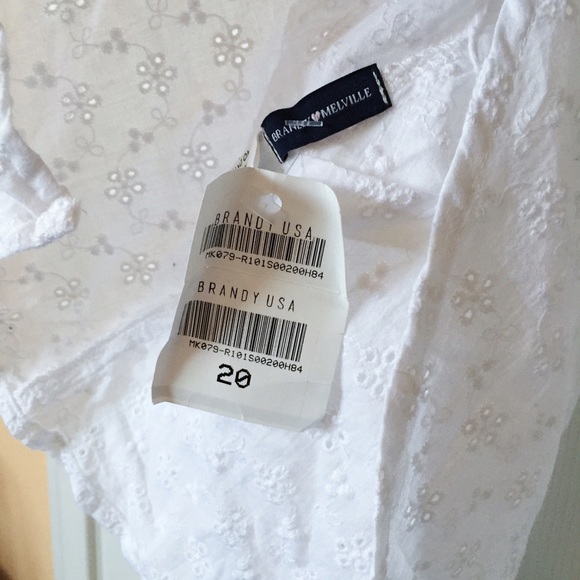 BRANDY MELVILLE
BRANDY USA
MK079-R101S00200H84
BRANDY USA
MK079-R101S00200H84
20